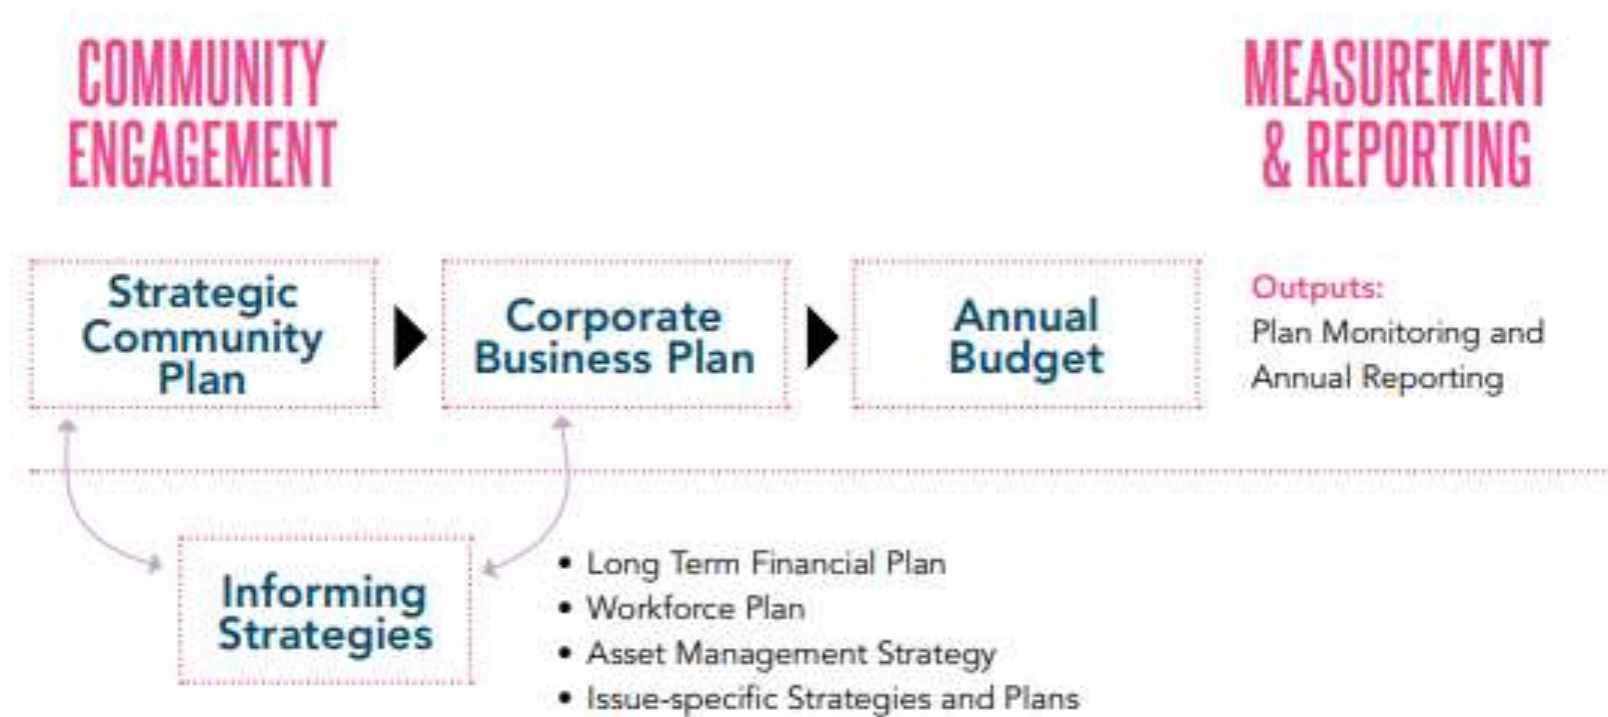 COMMUNITY
ENGAGEMENT
MEASUREMENT
& REPORTING
Strategic
Community
Plan
Corporate
Business Plan
Annual
Budget
Outputs:
Plan Monitoring and
Annual Reporting
Informing
Strategies
• Long Term Financial Plan
• Workforce Plan
• Asset Management Strategy
• Issue-specific Strategies and Plans